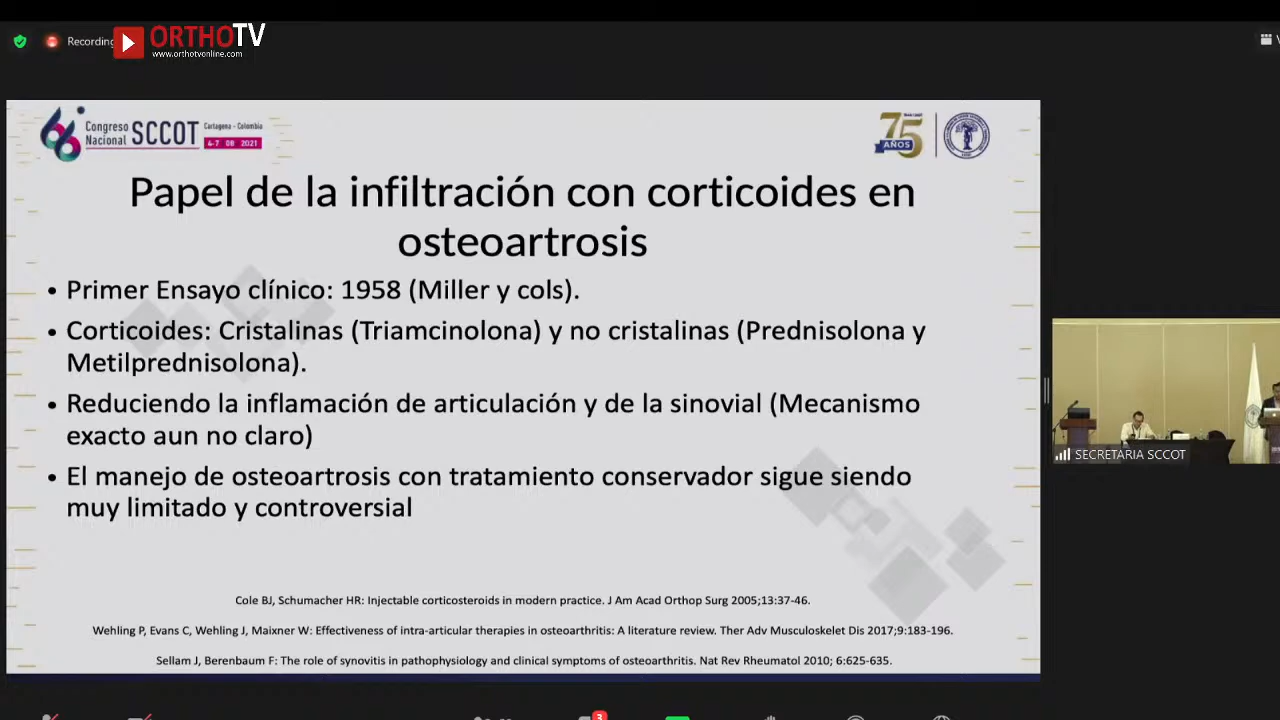 Recording
ORTHOTV
www.orthotvonline.com
66 Congreso Nacional SCCOT
Cartagena - Colombia
4-7 08 2021
75
AÑOS
Papel de la infiltración con corticoides en
osteoartrosis
• Primer Ensayo clínico: 1958 (Miller y cols).
• Corticoides: Cristalinas (Triamcinolona) y no cristalinas (Prednisolona y
Metilprednisolona).
• Reduciendo la inflamación de articulación y de la sinovial (Mecanismo
exacto aun no claro)
• El manejo de osteoartrosis con tratamiento conservador sigue siendo
muy limitado y controversial
Cole BJ, Schumacher HR: Injectable corticosteroids in modern practice. J Am Acad Orthop Surg 2005;13:37-46.
Wehling P, Evans C, Wehling J, Maixner W: Effectiveness of intra-articular therapies in osteoarthritis: A literature review. Ther Adv Musculoskelet Dis 2017;9:183-196.
Sellam J, Berenbaum F: The role of synovitis in pathophysiology and clinical symptoms of osteoarthritis. Nat Rev Rheumatol 2010; 6:625-635.
SECRETARIA SCCOT
3